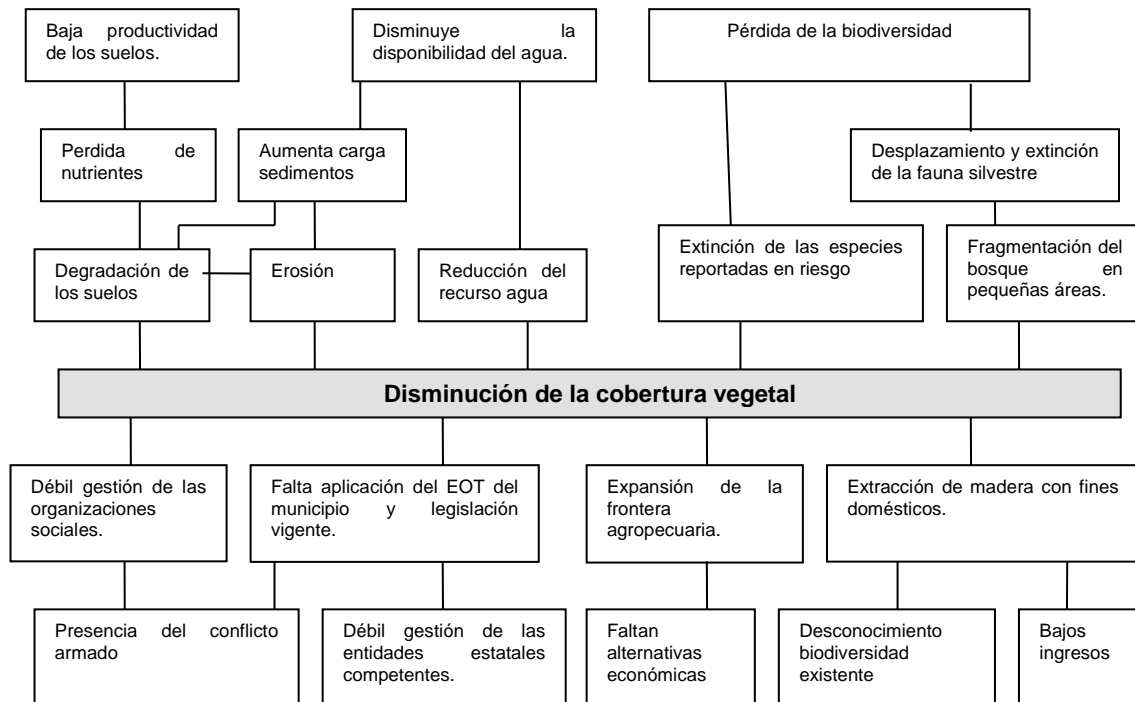 Baja productividad
de los suelos.
Disminuye la
disponibilidad del agua.
Pérdida de la biodiversidad
Perdida de
nutrientes
Aumenta carga
sedimentos
Desplazamiento y extinción
de la fauna silvestre
Degradación de
los suelos
Erosión
Reducción del
recurso agua
Extinción de las especies
reportadas en riesgo
Fragmentación del
bosque en
pequeñas áreas.
Disminución de la cobertura vegetal
Débil gestión de las
organizaciones
sociales.
Falta aplicación del EOT del
municipio y legislación
vigente.
Expansión de la
frontera
agropecuaria.
Extracción de madera con fines
domésticos.
Presencia del conflicto
armado
Débil gestión de las
entidades estatales
competentes.
Faltan
alternativas
económicas
Desconocimiento
biodiversidad
existente
Bajos
ingresos